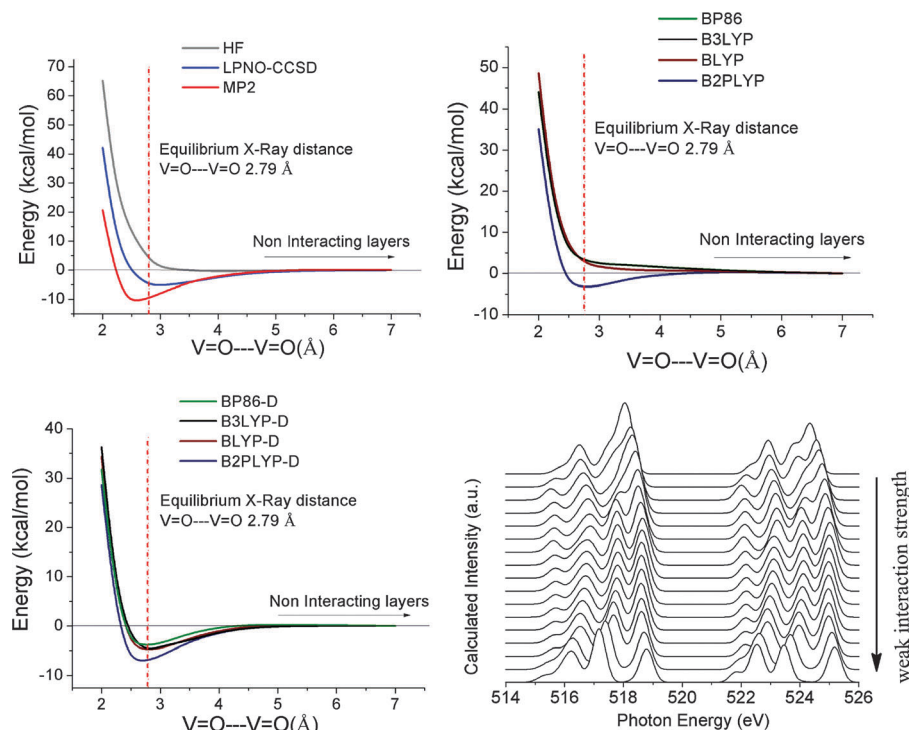 HF
LPNO-CCSD
MP2
Equilibrium X-Ray distance
V=O---V=O 2.79 Å
Non Interacting layers
Energy (kcal/mol)
70
60
50
40
30
20
10
0
-10
2
3
4
5
6
7
V=O---V=O(Å)
BP86
B3LYP
BLYP
B2PLYP
Equilibrium X-Ray distance
V=O---V=O 2.79 Å
Non Interacting layers
Energy (kcal/mol)
50
40
30
20
10
0
-10
2
3
4
5
6
7
V=O---V=O(Å)
BP86-D
B3LYP-D
BLYP-D
B2PLYP-D
Equilibrium X-Ray distance
V=O---V=O 2.79 Å
Non Interacting layers
Energy (kcal/mol)
40
30
20
10
0
-10
2
3
4
5
6
7
V=O---V=O(Å)
Calculated Intensity (a.u.)
weak interaction strength
514
516
518
520
522
524
526
Photon Energy (eV)